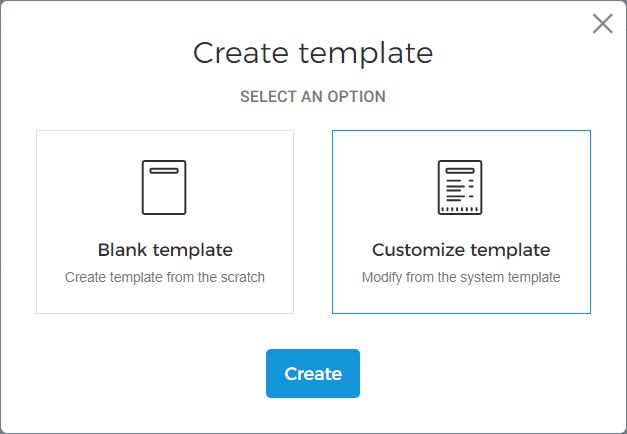 Create template
SELECT AN OPTION
Blank template
Create template from the scratch
Customize template
Modify from the system template
Create